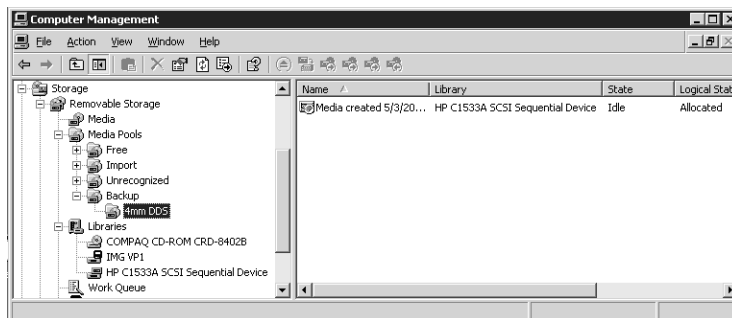 Computer Management
File Action View Window Help
Storage
Removable Storage
Media
Media Pools
Free
Import
Unrecognized
Backup
4mm DDS
Libraries
COMPAQ CD-ROM CRD-8402B
IMG VP1
HP C1533A SCSI Sequential Device
Work Queue
Name Library State Logical Stat
Media created 5/3/20... HP C1533A SCSI Sequential Device Idle Allocated